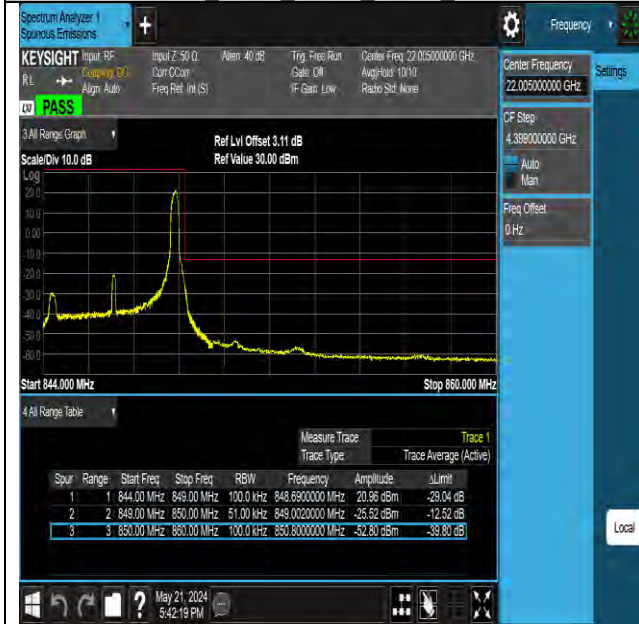 Spectrum Analyzer 1
Spurious Emissions
Frequency
KEYSIGHT Input: RF Input Z: 50 Ω Atten: 40 dB Trig: Free Run Center Freq: 22.005000000 GHz
RL Coupling: DC Corr CCorr Gate: Off Avg|Hold: 10/10
Align: Auto Freq Ref: Int (S) IF Gain: Low Radio Std: None
PASS
Center Frequency
22.005000000 GHz
Settings
CF Step
4.399000000 GHz
Auto
Man
Freq Offset
0 Hz
3 All Range Graph
Ref Lvl Offset 3.11 dB
Scale/Div 10.0 dB Ref Value 30.00 dBm
Log
20.0
10.0
0.00
-10.0
-20.0
-30.0
-40.0
-50.0
-60.0
Start 844.000 MHz Stop 860.000 MHz
4 All Range Table
Measure Trace Trace 1
Trace Type Trace Average (Active)
Spur Range Start Freq Stop Freq RBW Frequency Amplitude ΔLimit
1 1 844.00 MHz 849.00 MHz 100.0 kHz 848.6900000 MHz 20.96 dBm -29.04 dB
2 2 849.00 MHz 850.00 MHz 51.00 kHz 849.0020000 MHz -25.52 dBm -12.52 dB
3 3 850.00 MHz 860.00 MHz 100.0 kHz 850.8000000 MHz -52.80 dBm -39.80 dB
Local
May 21, 2024
5:42:19 PM